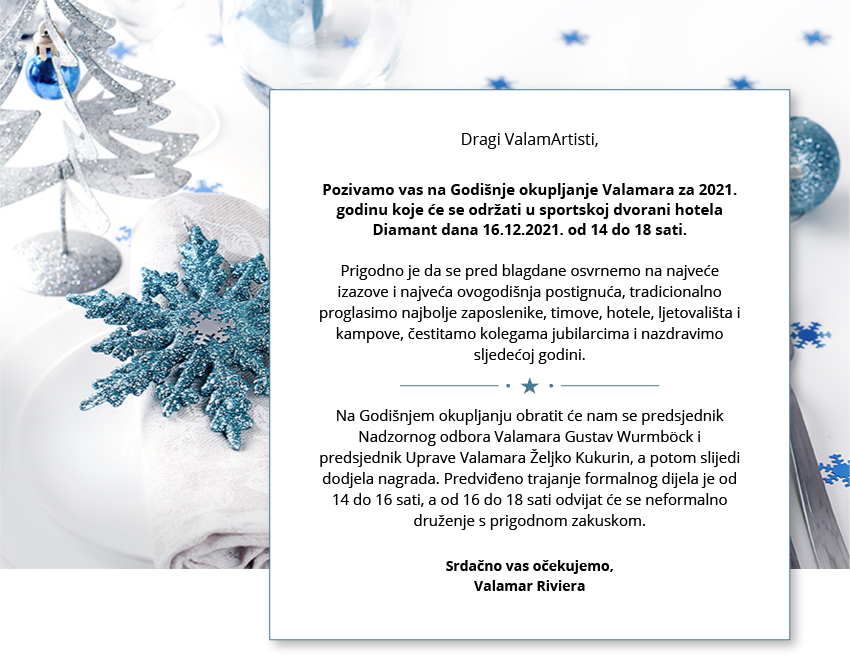 Dragi ValamArtisti,
Pozivamo vas na Godišnje okupljanje Valamara za 2021.
godinu koje će se održati u sportskoj dvorani hotela
Diamant dana 16.12.2021. od 14 do 18 sati.
Prigodno je da se pred blagdane osvrnemo na najveće
izazove i najveća ovogodišnja postignuća, tradicionalno
proglasimo najbolje zaposlenike, timove, hotele, ljetovališta i
kampove, čestitamo kolegama jubilarcima i nazdravimo
sljedećoj godini.
Na Godišnjem okupljanju obratit će nam se predsjednik
Nadzornog odbora Valamara Gustav Wurmböck i
predsjednik Uprave Valamara Željko Kukurin, a potom slijedi
dodjela nagrada. Predviđeno trajanje formalnog dijela je od
14 do 16 sati, a od 16 do 18 sati odvijat će se neformalno
druženje s prigodnom zakuskom.
Srdačno vas očekujemo,
Valamar Riviera